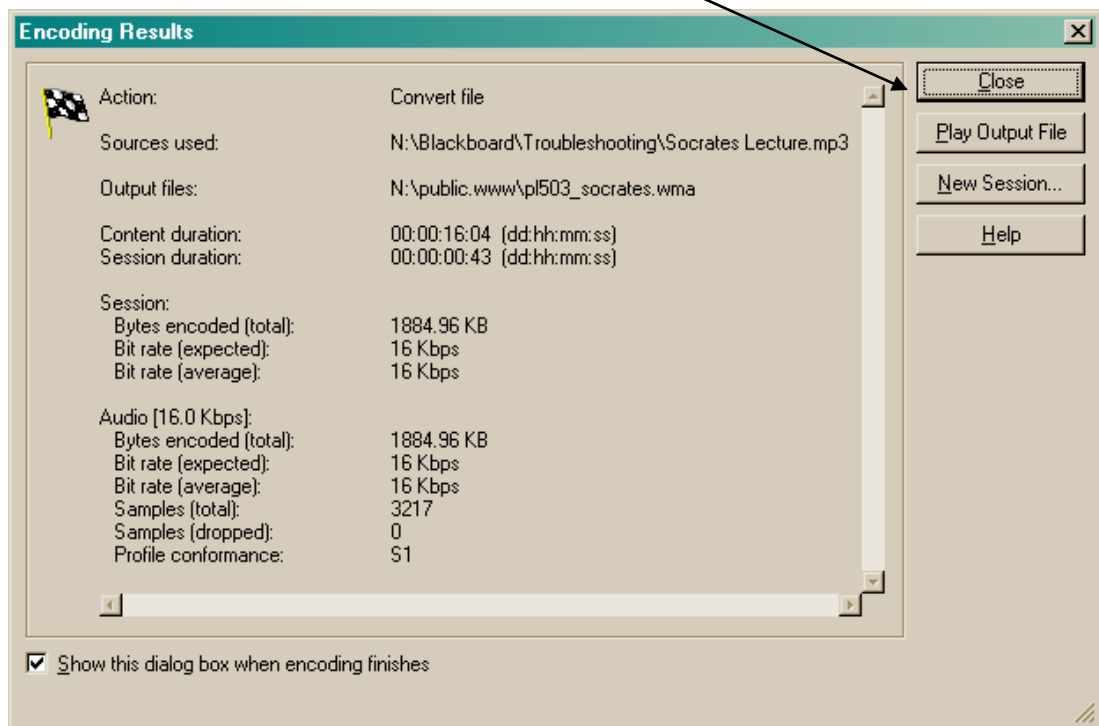 Encoding Results
Action: Convert file
Sources used: N:\Blackboard\Troubleshooting\Socrates Lecture.mp3
Output files: N:\public.www\pl503_socrates.wma
Content duration: 00:00:16:04 (dd:hh:mm:ss)
Session duration: 00:00:00:43 (dd:hh:mm:ss)
Session:
Bytes encoded (total): 1884.96 KB
Bit rate (expected): 16 Kbps
Bit rate (average): 16 Kbps
Audio [16.0 Kbps]:
Bytes encoded (total): 1884.96 KB
Bit rate (expected): 16 Kbps
Bit rate (average): 16 Kbps
Samples (total): 3217
Samples (dropped): 0
Profile conformance: S1
Close
Play Output File
New Session...
Help
Show this dialog box when encoding finishes